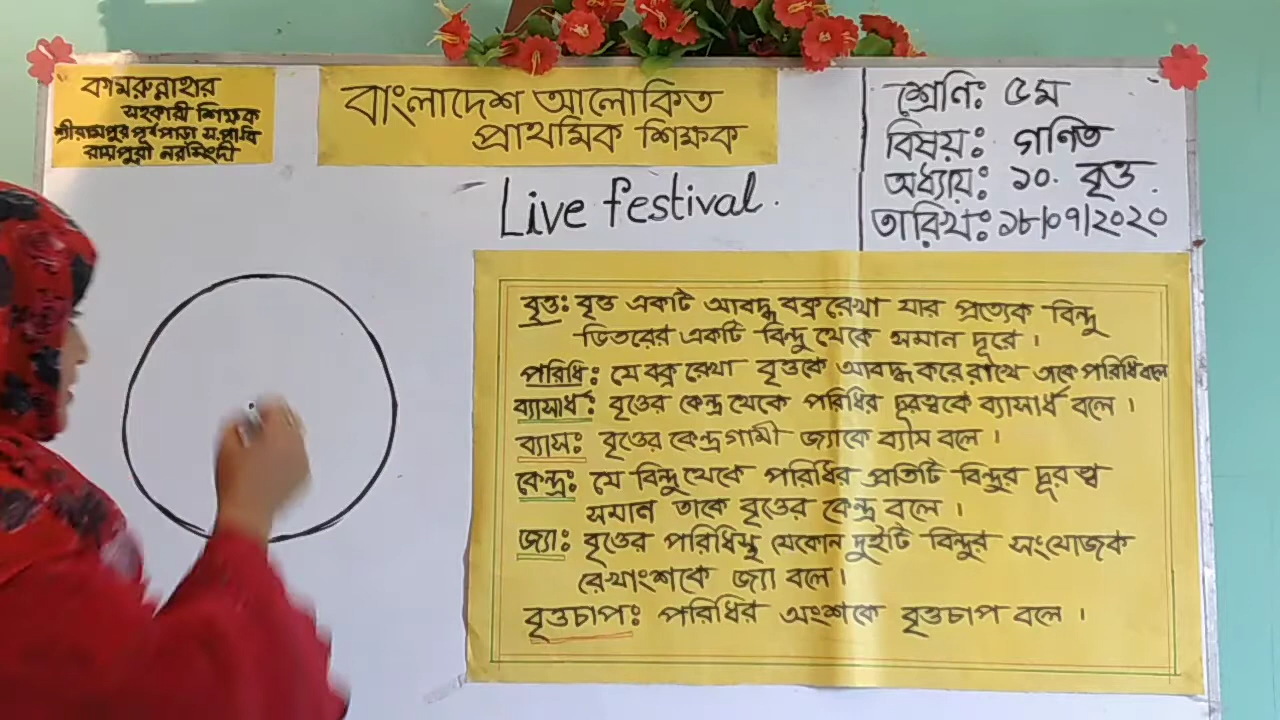 কামরুন্নাহার
সহকারী শিক্ষক
শ্রীরামপুর পূর্বপাড়া স.প্রাবি
রায়পুরা নরসিংদী
বাংলাদেশ আলোকিত
প্রাথমিক শিক্ষক
Live festival.
শ্রেনিঃ ৫ম
বিষয়ঃ গণিত
অধ্যায়ঃ ১০. বৃত্ত.
তারিখঃ ১৮/০৭/২০২০
বৃত্তঃ বৃত্ত একটি আবদ্ধ বক্ররেখা যার প্রত্যেক বিন্দু
ভিতরের একটি বিন্দু থেকে সমান দূরে।
পরিধিঃ যে বক্র রেখা বৃত্তকে আবদ্ধ করে রাখে তাকে পরিধি বলে
ব্যাসার্ধঃ বৃত্তের কেন্দ্র থেকে পরিধির দূরত্বকে ব্যাসার্ধ বলে।
ব্যাসঃ বৃত্তের কেন্দ্রগামী জ্যাকে ব্যাস বলে।
কেন্দ্রঃ যে বিন্দু থেকে পরিধির প্রতিটি বিন্দুর দূরত্ব
সমান তাকে বৃত্তের কেন্দ্র বলে।
জ্যাঃ বৃত্তের পরিধিস্থ যেকোন দুইটি বিন্দুর সংযোজক
রেখাংশকে জ্যা বলে।
বৃত্তচাপঃ পরিধির অংশকে বৃত্তচাপ বলে।